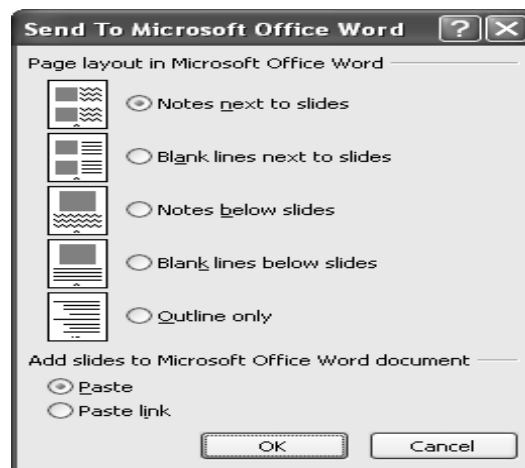 Send To Microsoft Office Word ? X
Page layout in Microsoft Office Word
Notes next to slides
Blank lines next to slides
Notes below slides
Blank lines below slides
Outline only
Add slides to Microsoft Office Word document
Paste
Paste link
OK Cancel